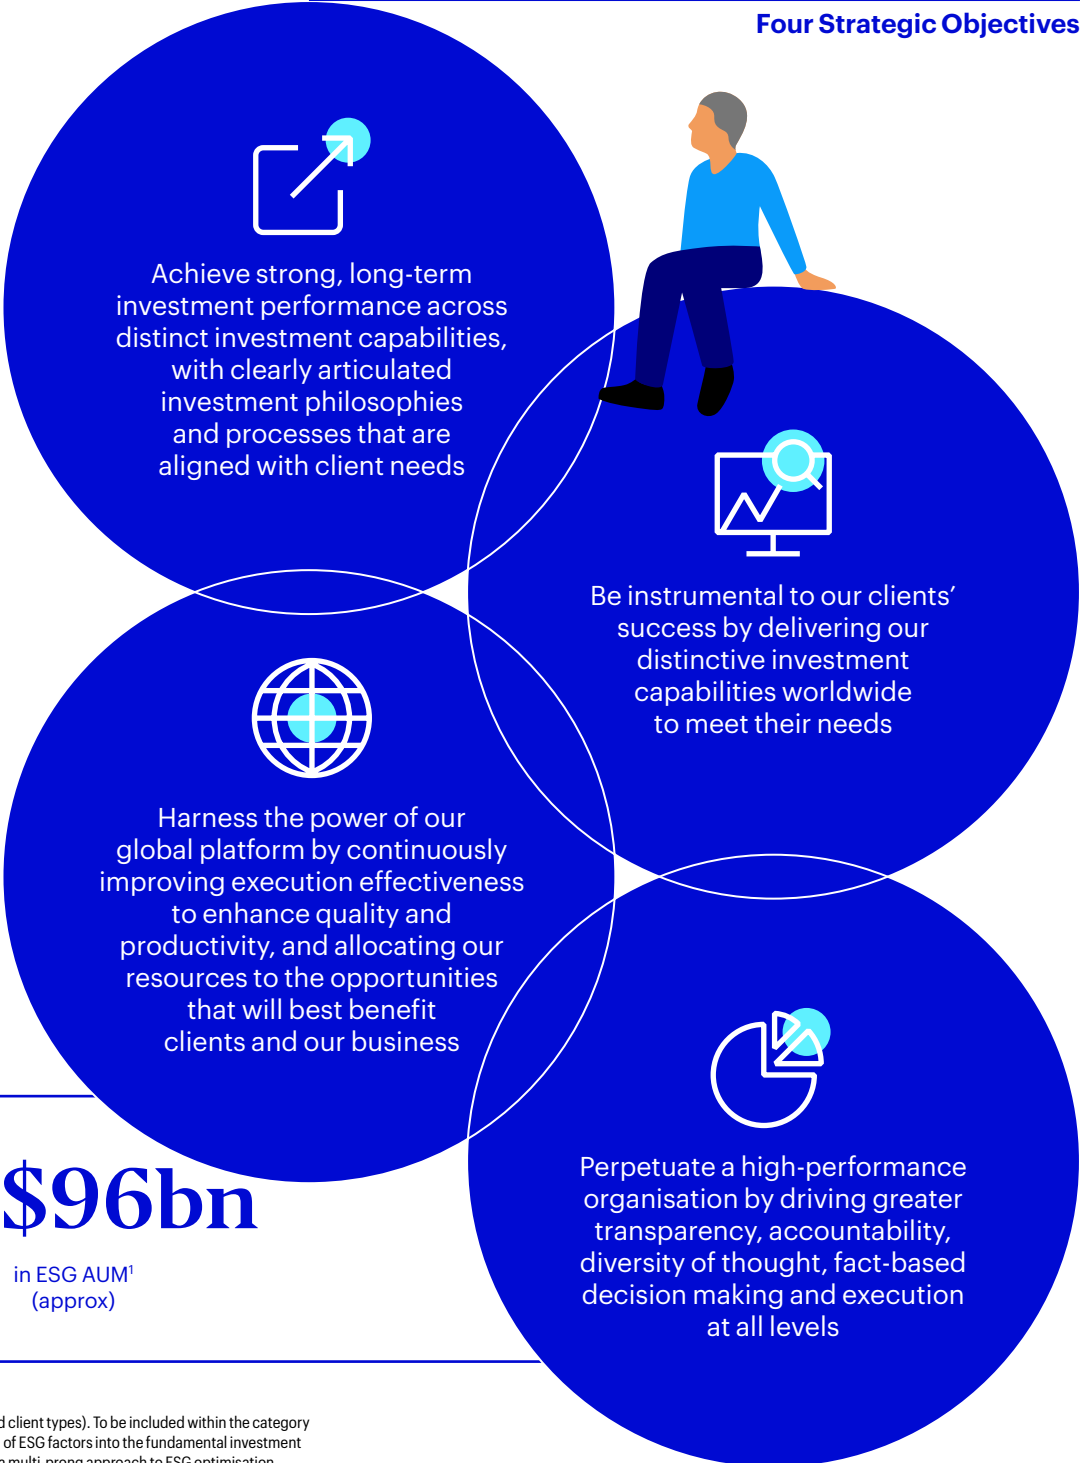 Four Strategic Objectives
Achieve strong, long-term
investment performance across
distinct investment capabilities,
with clearly articulated
investment philosophies
and processes that are
aligned with client needs
Be instrumental to our clients’
success by delivering our
distinctive investment
capabilities worldwide
to meet their needs
Harness the power of our
global platform by continuously
improving execution effectiveness
to enhance quality and
productivity, and allocating our
resources to the opportunities
that will best benefit
clients and our business
Perpetuate a high-performance
organisation by driving greater
transparency, accountability,
diversity of thought, fact-based
decision making and execution
at all levels
$96bn
in ESG AUM¹
(approx)
client types). To be included within the category
of ESG factors into the fundamental investment
multi-prong approach to ESG optimisation